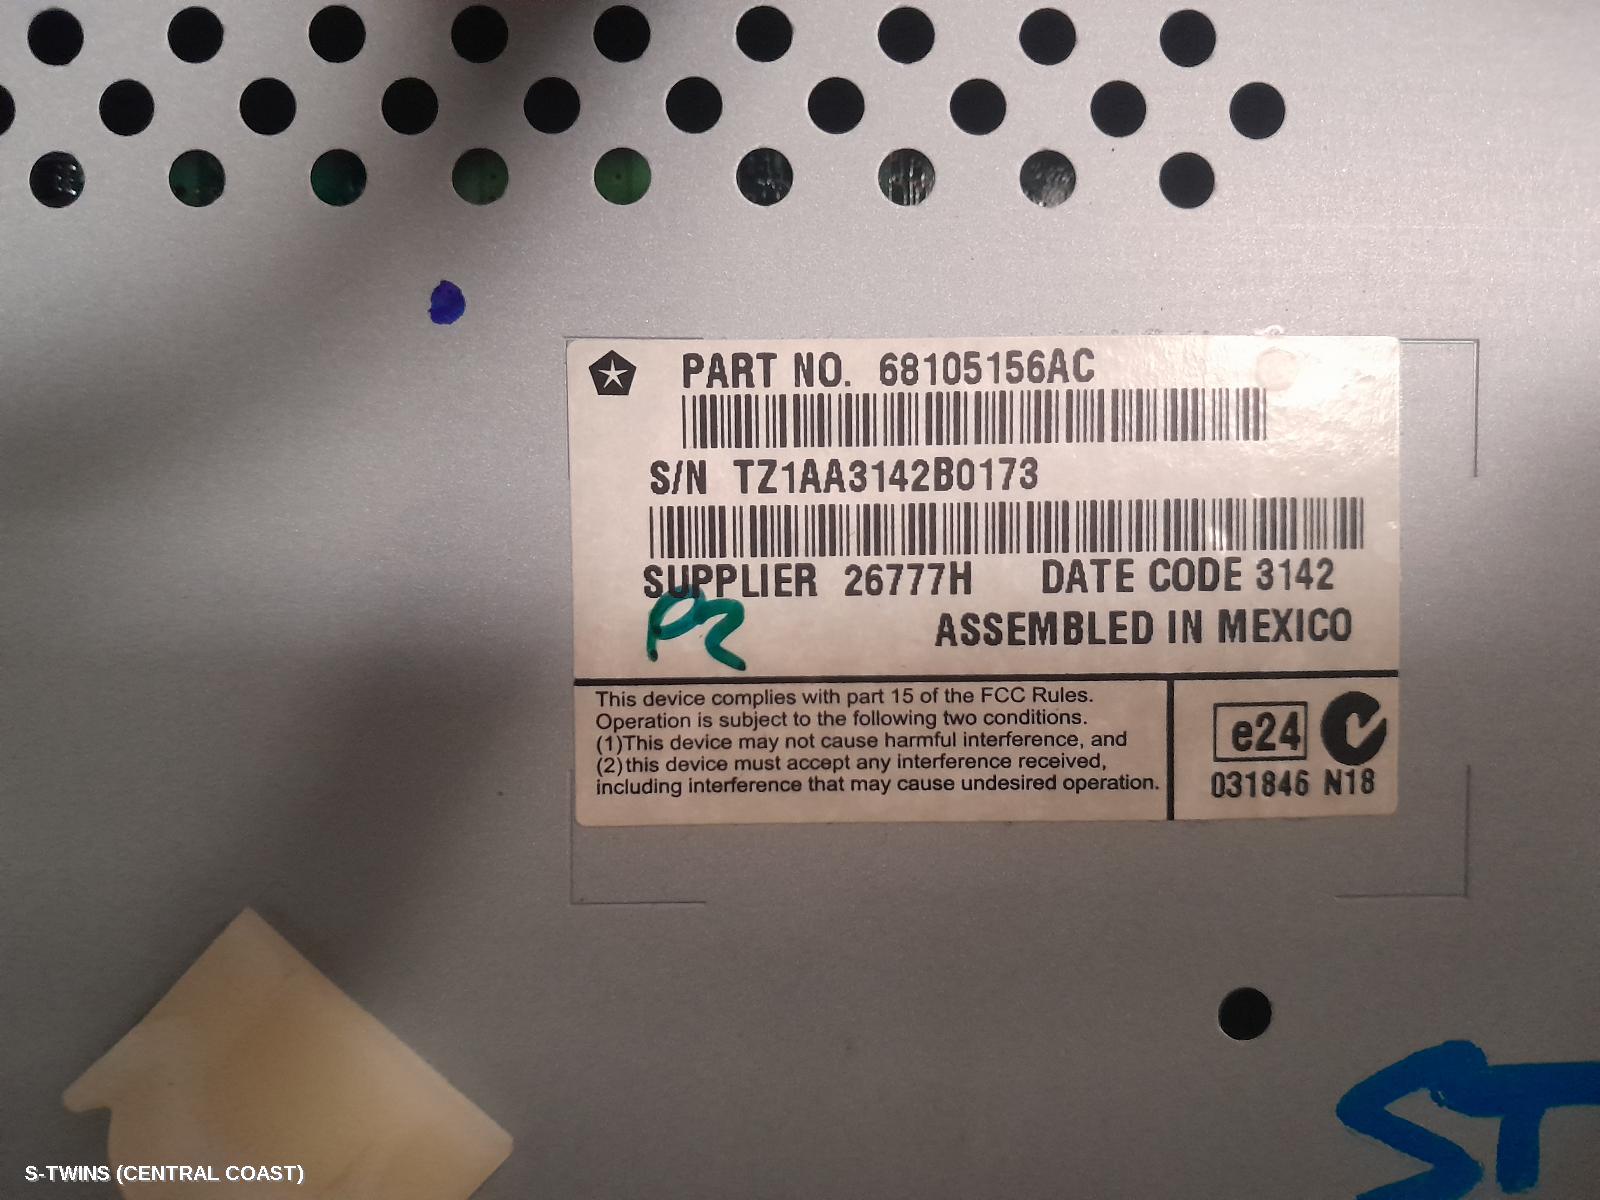 PART NO. 68105156AC
S/N TZ1AA3142B0173
SUPPLIER 26777H DATE CODE 3142
P2
ASSEMBLED IN MEXICO
This device complies with part 15 of the FCC Rules.
Operation is subject to the following two conditions.
(1)This device may not cause harmful interference, and
(2)this device must accept any interference received,
including interference that may cause undesired operation.
e24
031846 N18
ST
S-TWINS (CENTRAL COAST)